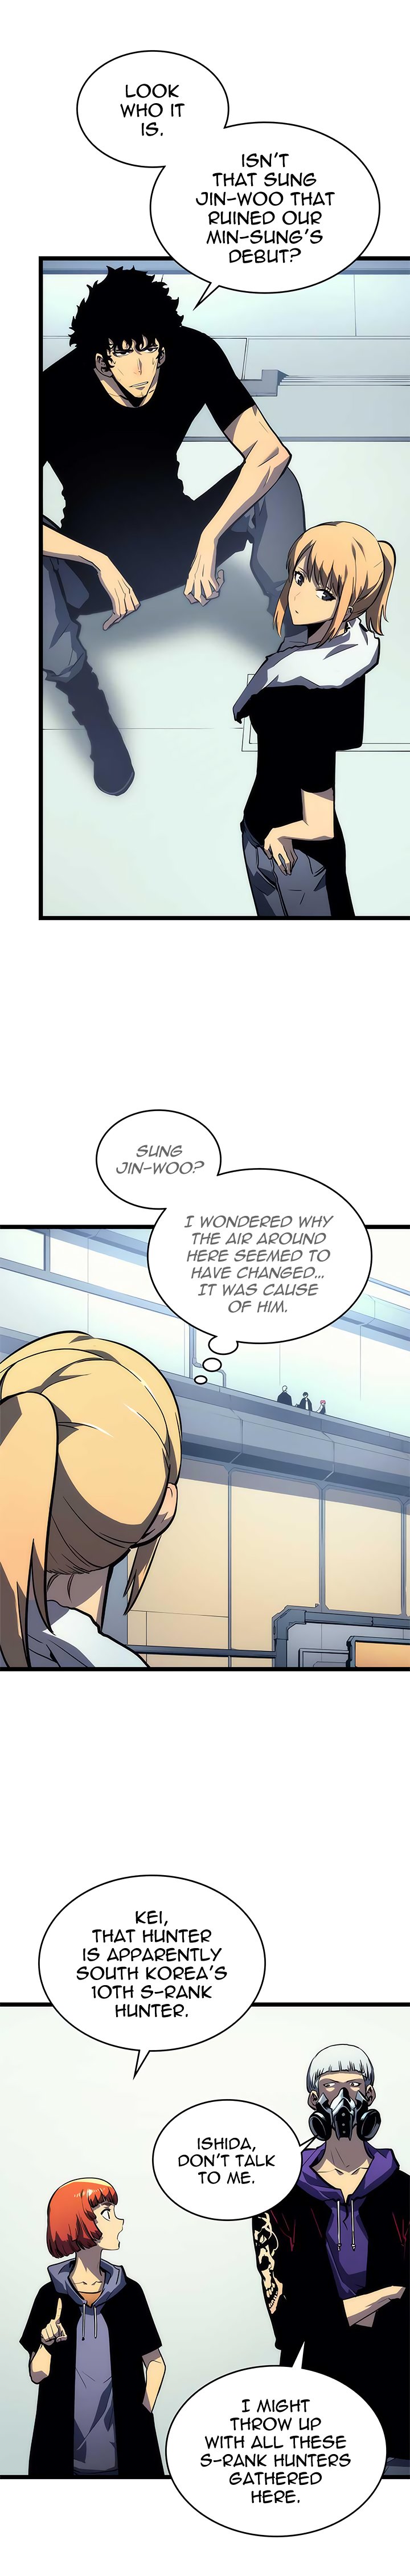 LOOK
WHO IT
IS.
ISN'T
THAT SUNG
JIN-WOO THAT
RUINED OUR
MIN-SUNG'S
DEBUT?
SUNG
JIN-WOO?
I WONDERED WHY
THE AIR AROUND
HERE SEEMED TO
HAVE CHANGED...
IT WAS CAUSE
OF HIM.
KEI,
THAT HUNTER
IS APPARENTLY
SOUTH KOREA'S
10TH S-RANK
HUNTER.
ISHIDA,
DON'T TALK
TO ME.
I MIGHT
THROW UP
WITH ALL THESE
S-RANK HUNTERS
GATHERED
HERE.